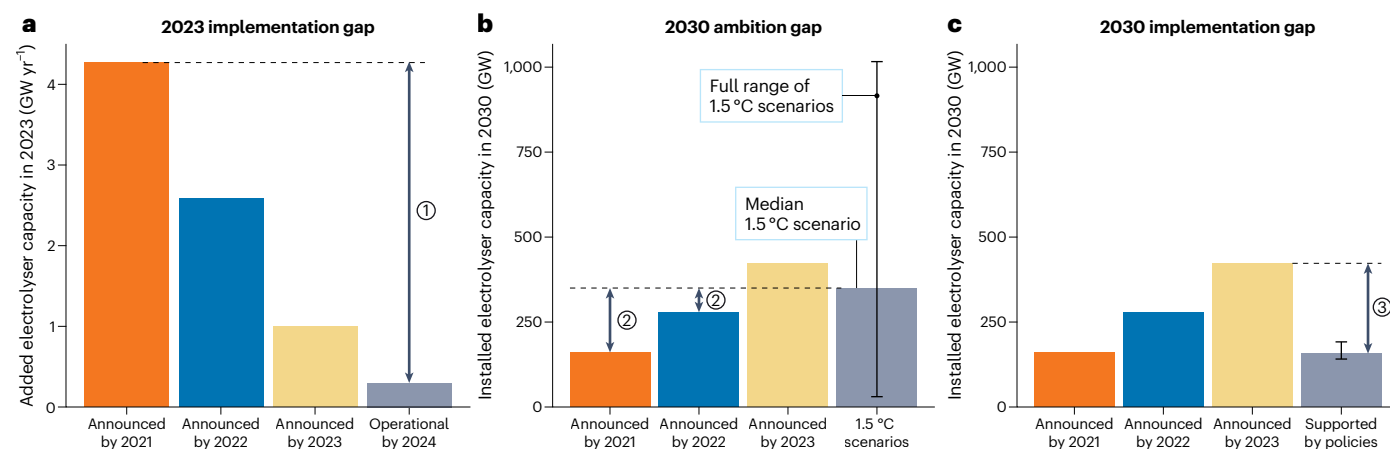 a
2023 implementation gap
Added electrolyser capacity in 2023 (GW yr⁻¹)
4
3
2
1
0
①
Announced
by 2021
Announced
by 2022
Announced
by 2023
Operational
by 2024
b
2030 ambition gap
Installed electrolyser capacity in 2030 (GW)
1,000
750
500
250
0
Full range of
1.5 °C scenarios
Median
1.5 °C scenario
②
②
Announced
by 2021
Announced
by 2022
Announced
by 2023
1.5 °C
scenarios
c
2030 implementation gap
Installed electrolyser capacity in 2030 (GW)
1,000
750
500
250
0
③
Announced
by 2021
Announced
by 2022
Announced
by 2023
Supported
by policies